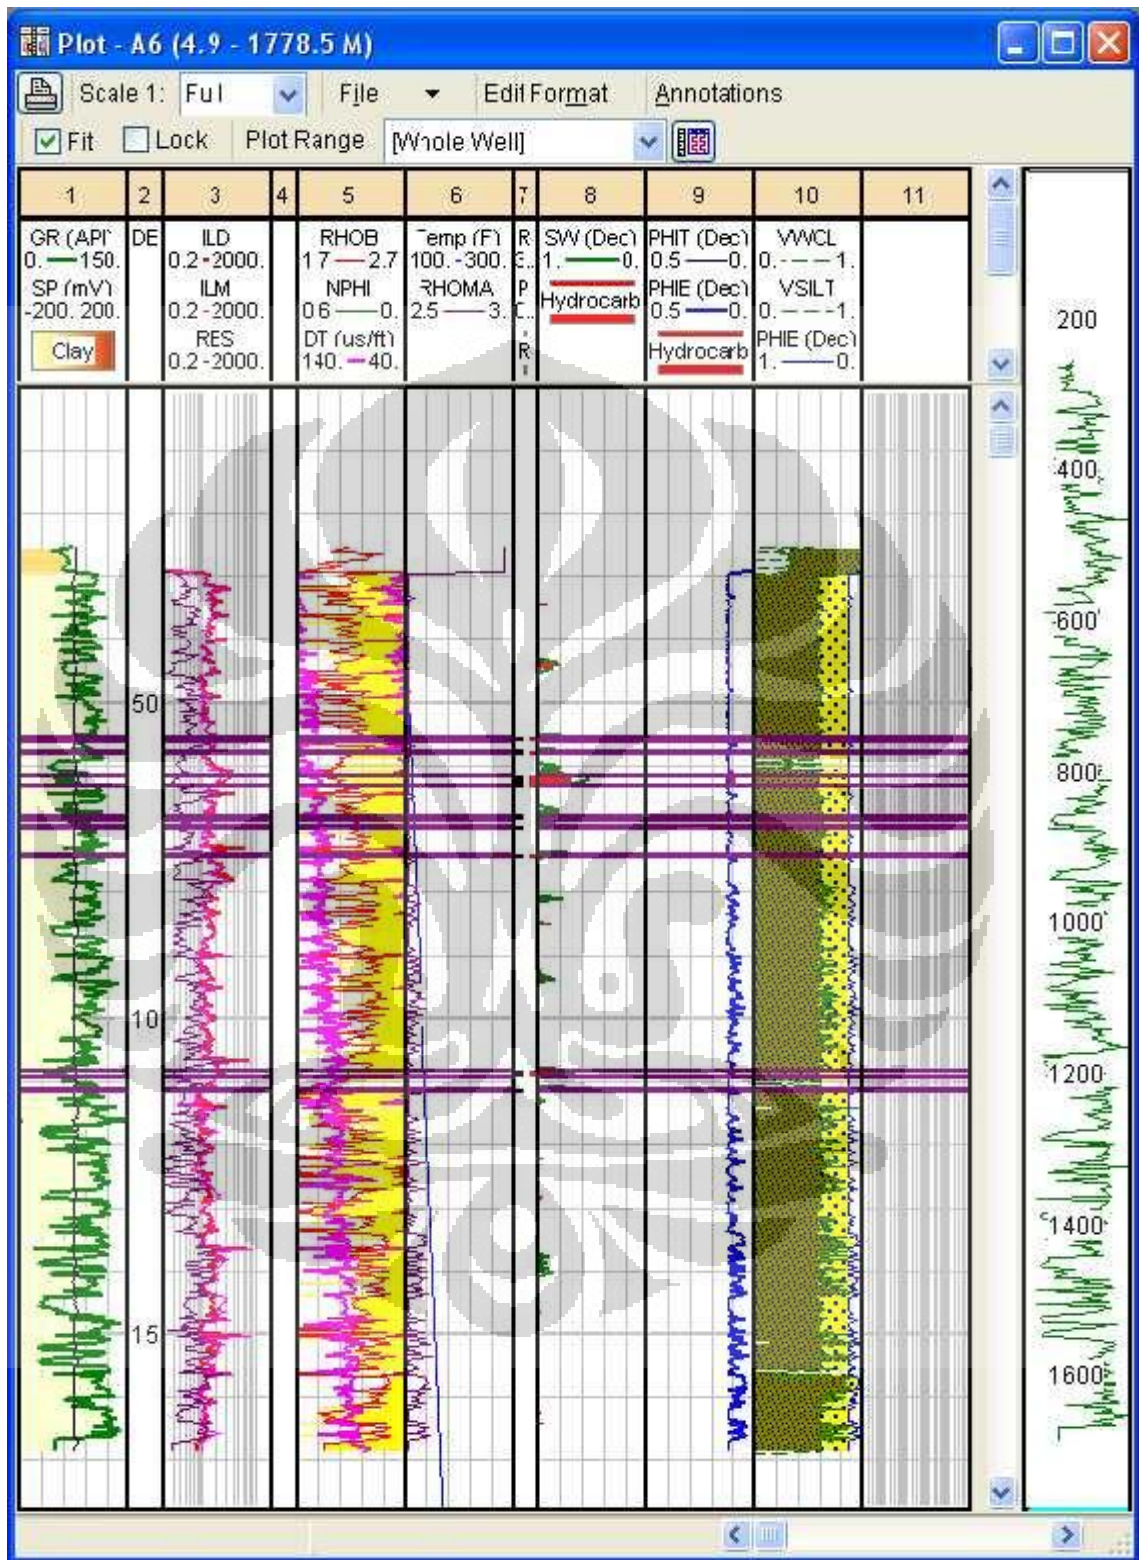 Plot - A6 (4.9 - 1778.5 M)
Scale 1: Full File Edit Format Annotations
Fit Lock Plot Range [Whole Well]
1 2 3 4 5 6 7 8 9 10 11
GR (API) DE ILD RHOB Temp (F) R SW (Dec) PHIT (Dec) VWCL
0. 150. 0.2 2000. 1.7 2.7 100. 300. 1. 0. 0.5 0. 0. 1.
SP (mV) ILM NPHI RHOMA P Hydrocarb PHIE (Dec) VSILT
-200. 200. 0.2 2000. 0.6 0. 2.5 3. 0.5 0. 0. 1.
Clay RES DT (us/ft) R Hydrocarb PHIE (Dec)
0.2 2000. 140. 40. 1. 0.
200
400
50
600
800
1000
10
1200
1400
15
1600